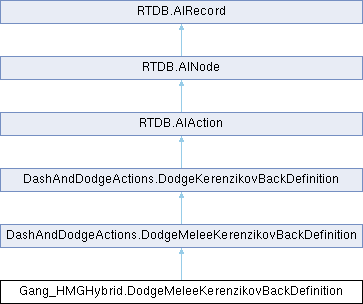 RTDB.AIRecord
RTDB.AINode
RTDB.AIAction
DashAndDodgeActions.DodgeKerenzikovBackDefinition
DashAndDodgeActions.DodgeMeleeKerenzikovBackDefinition
Gang_HMGHybrid.DodgeMeleeKerenzikovBackDefinition